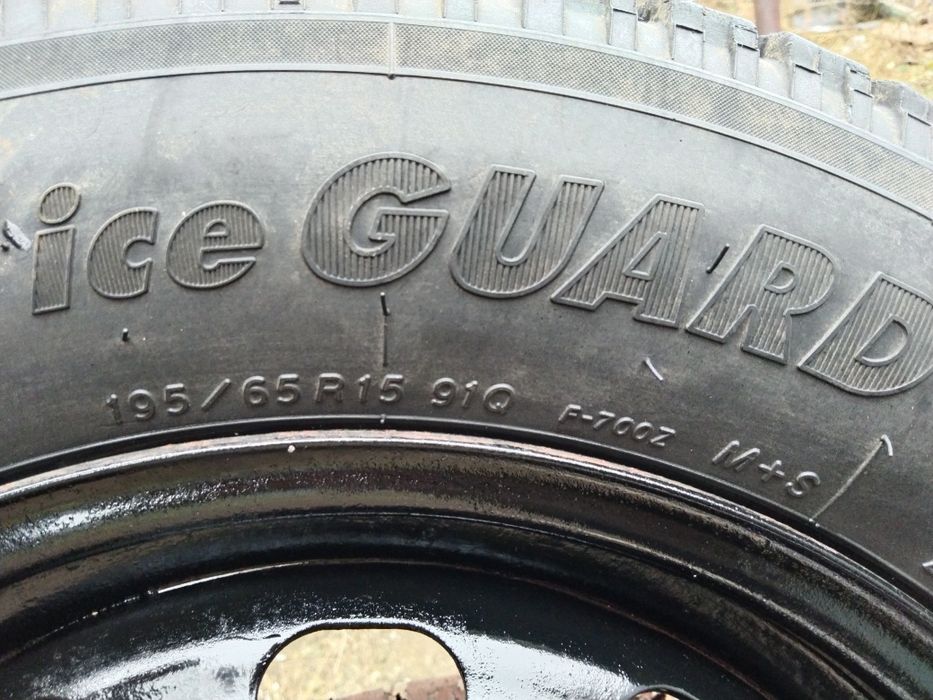 ice GUARD
195/65R15 91Q F-700Z M+S